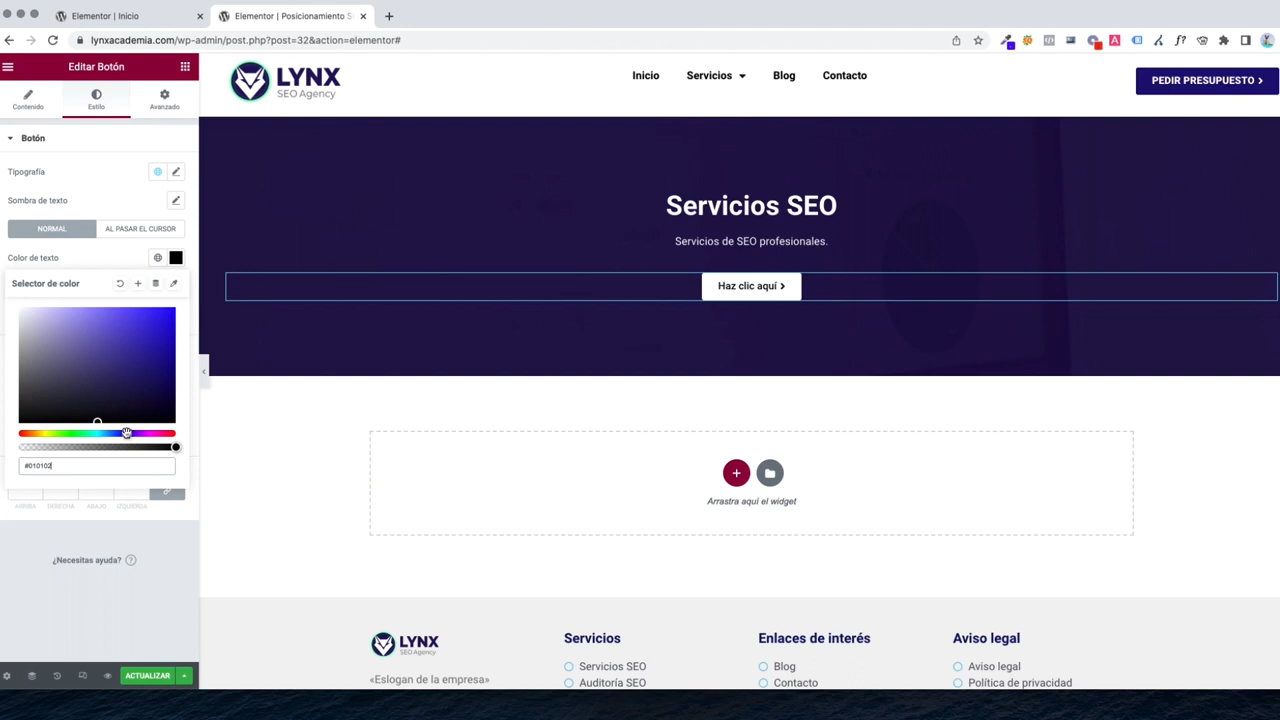 Elementor | Inicio
Elementor | Posicionamiento S
lynxacademia.com/wp-admin/post.php?post=32&action=elementor#
Editar Botón
Contenido
Estilo
Avanzado
Botón
Tipografía
Sombra de texto
NORMAL
AL PASAR EL CURSOR
Color de texto
Selector de color
#010102
ARRIBA DERECHA ABAJO IZQUIERDA
¿Necesitas ayuda?
ACTUALIZAR
LYNX
SEO Agency
Inicio Servicios Blog Contacto
PEDIR PRESUPUESTO
Servicios SEO
Servicios de SEO profesionales.
Haz clic aquí
Arrastra aquí el widget
LYNX
SEO Agency
«Eslogan de la empresa»
Servicios
Servicios SEO
Auditoría SEO
Enlaces de interés
Blog
Contacto
Aviso legal
Aviso legal
Política de privacidad